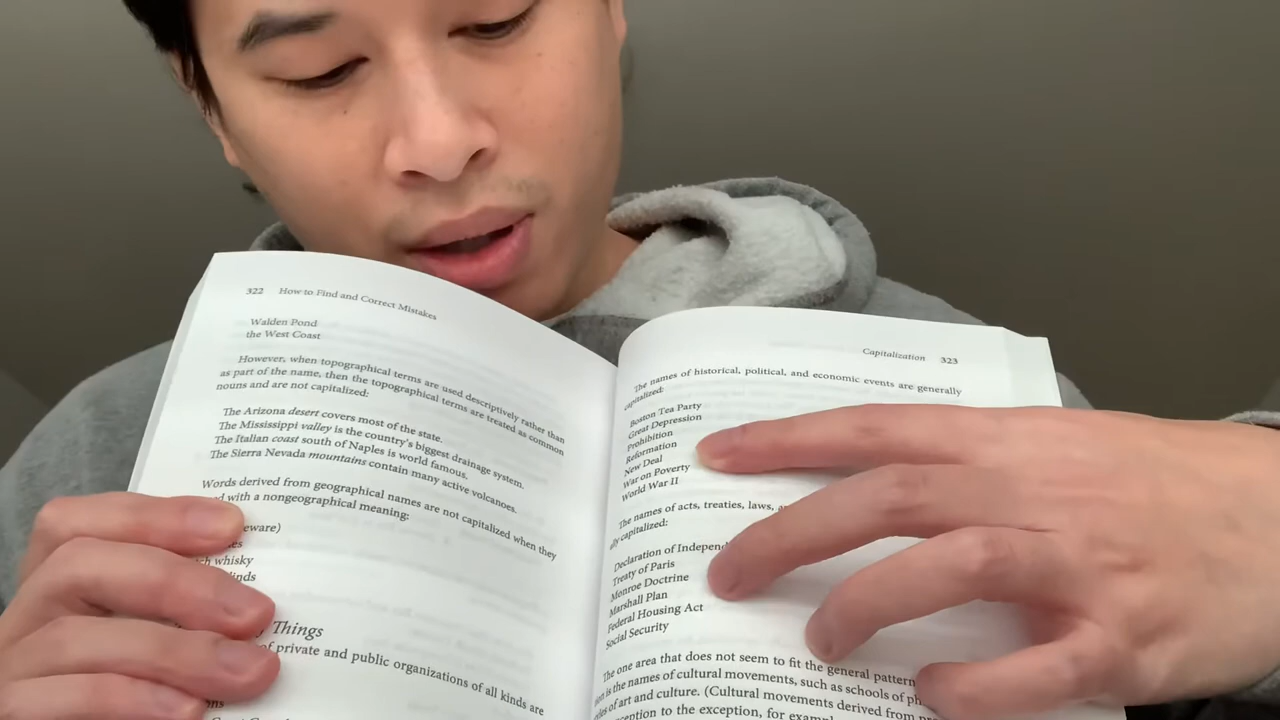 322 How to Find and Correct Mistakes
Walden Pond
the West Coast
However, when topographical terms are used descriptively rather than
as part of the name, then the topographical terms are treated as common
nouns and are not capitalized:
The Arizona desert covers most of the state.
The Mississippi valley is the country's biggest drainage system.
The Italian coast south of Naples is world famous.
The Sierra Nevada mountains contain many active volcanoes.
Words derived from geographical names are not capitalized when they
with a nongeographical meaning:
whisky
Things
of private and public organizations of all kinds are
Capitalization 323
The names of historical, political, and economic events are generally
capitalized:
Boston Tea Party
Great Depression
Prohibition
Reformation
New Deal
War on Poverty
World War II
The names of acts, treaties, laws,
capitalized:
Declaration of
Treaty of Paris
Monroe Doctrine
Marshall Plan
Federal Housing Act
Social Security
The one area that does not seem to fit the general pattern
is the names of cultural movements, such as schools of
of art and culture. (Cultural movements derived from
to the exception, for